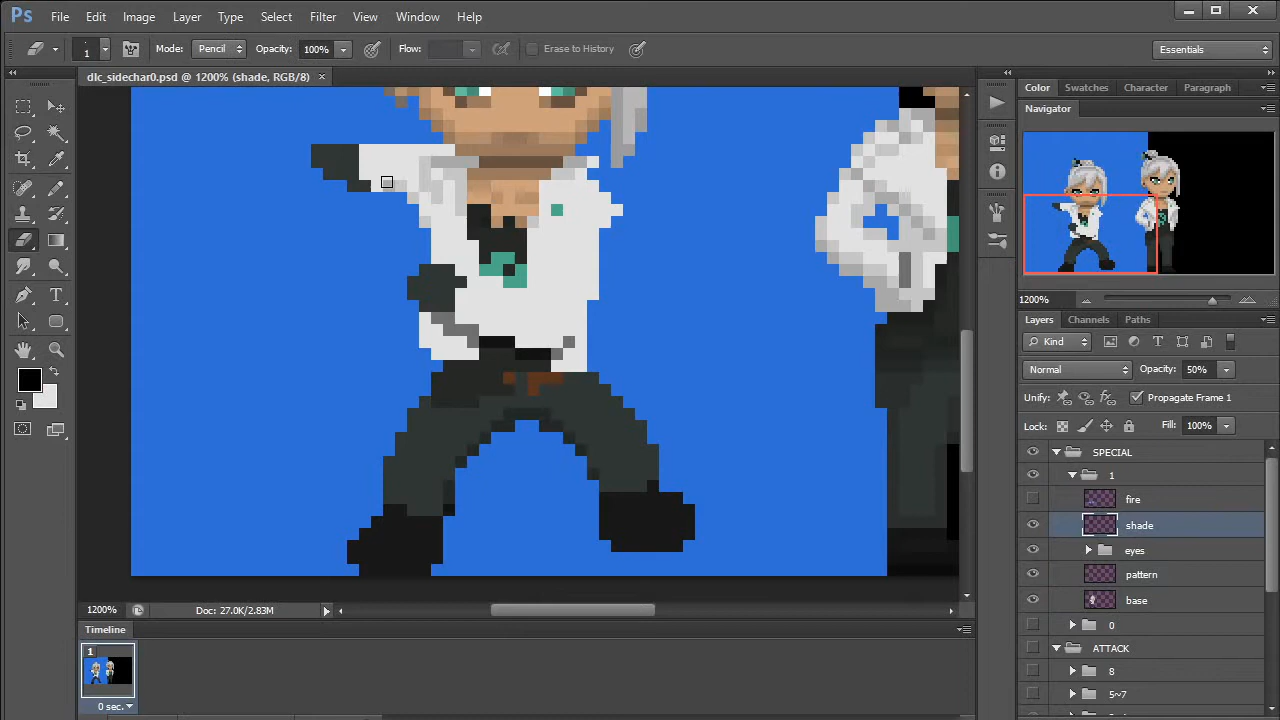 Ps File Edit Image Layer Type Select Filter View Window Help
1 Mode: Pencil Opacity: 100% Flow: Erase to History Essentials
dlc_sidechar0.psd @ 1200% (shade, RGB/8)
Color Swatches Character Paragraph
Navigator
1200%
Layers Channels Paths
Kind
Normal Opacity: 50%
Unify: Propagate Frame 1
Lock: Fill: 100%
SPECIAL
1
fire
shade
eyes
pattern
base
0
ATTACK
8
5~7
1200% Doc: 27.0K/2.83M
Timeline
1
0 sec.